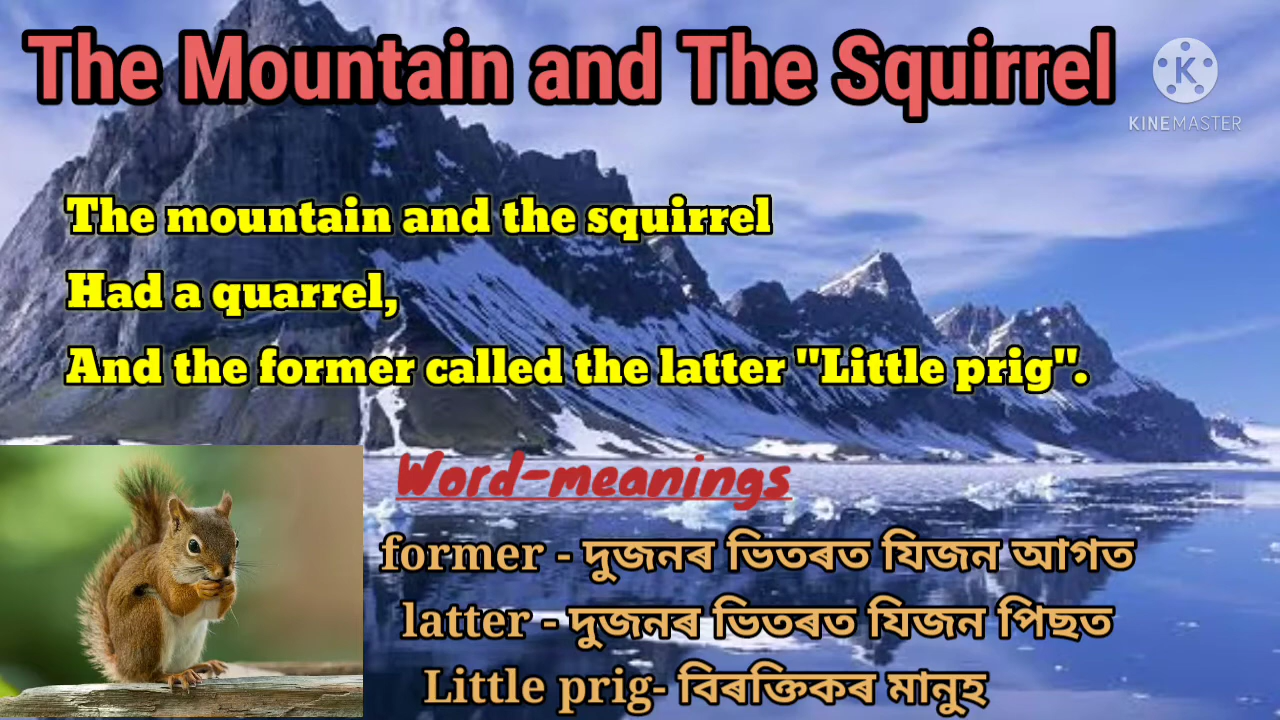 The Mountain and The Squirrel
KINEMASTER
The mountain and the squirrel
Had a quarrel,
And the former called the latter "Little prig".
Word-meanings
former - দুজনৰ ভিতৰত যিজন আগত
latter - দুজনৰ ভিতৰত যিজন পিছত
Little prig- বিৰক্তিকৰ মানুহ